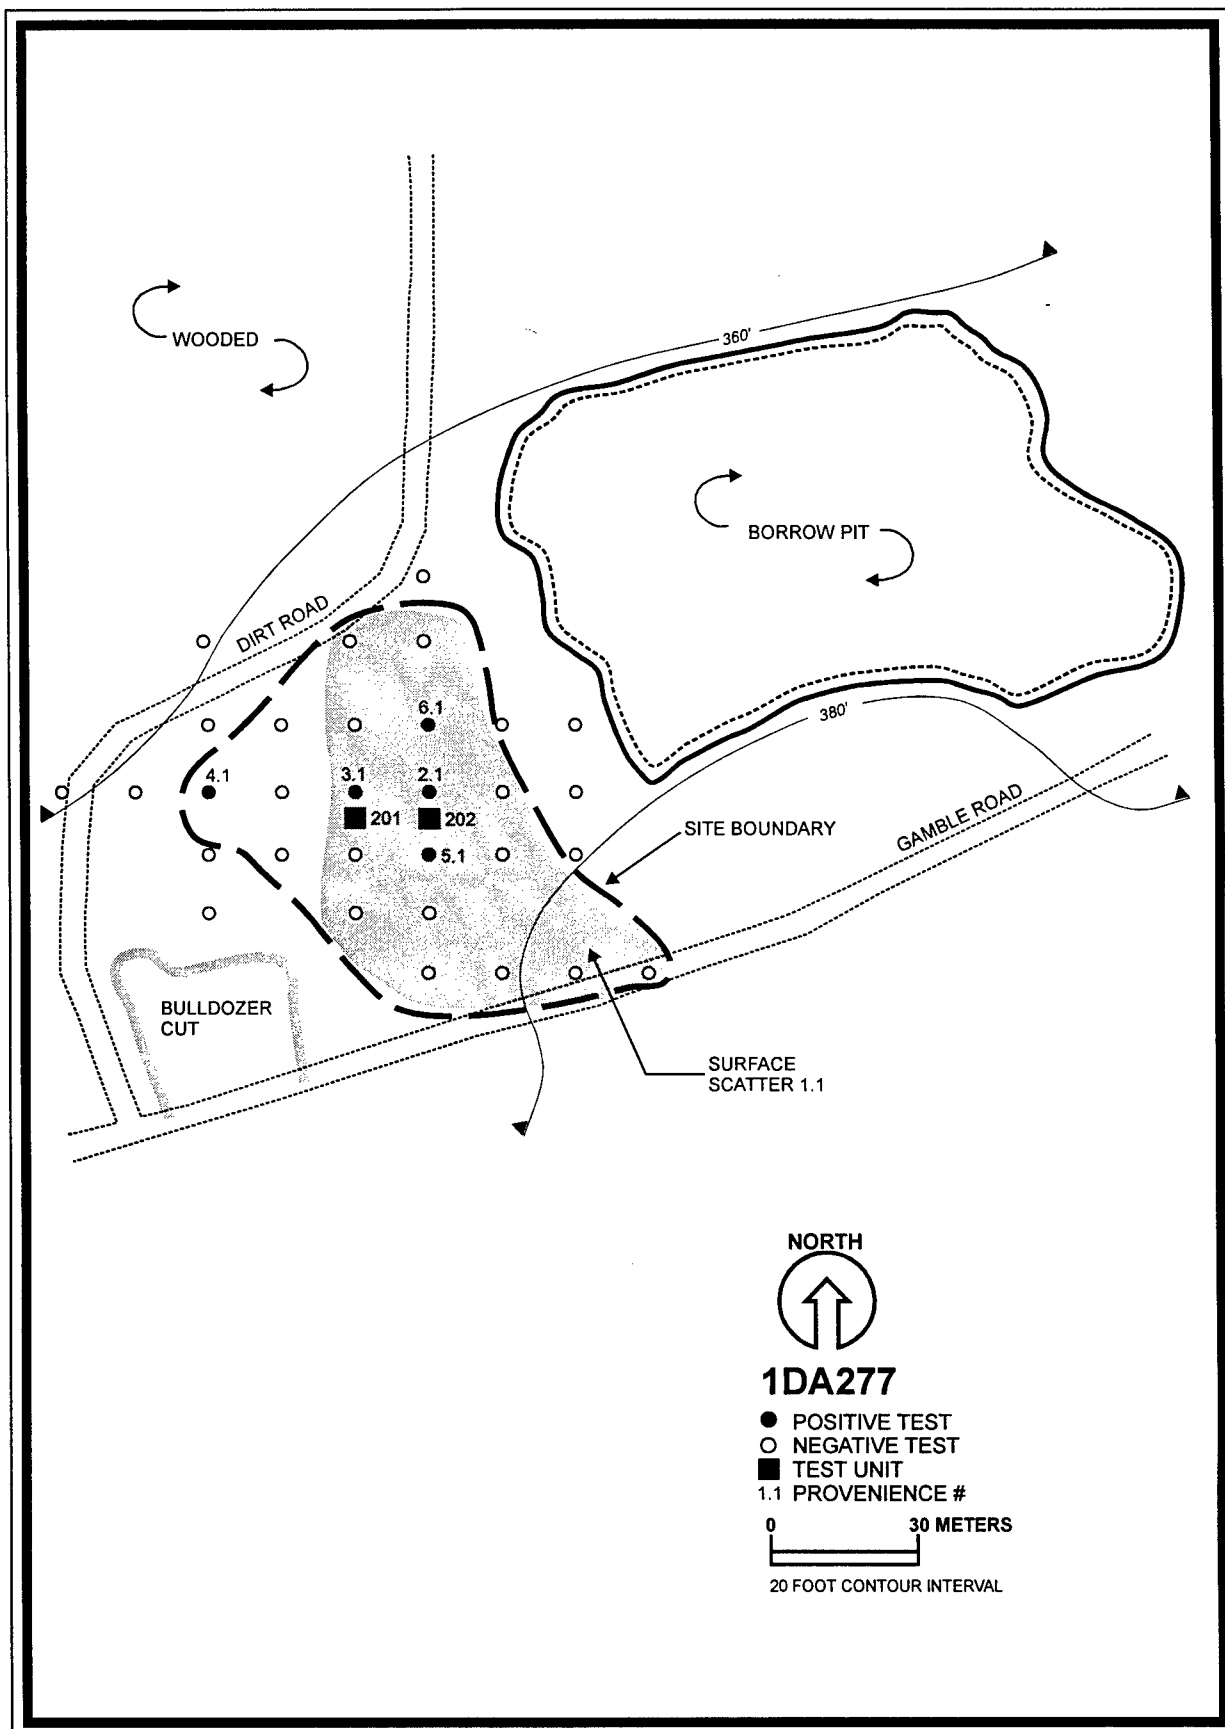 360'
WOODED
BORROW PIT
DIRT ROAD
6.1
380'
4.1
3.1
2.1
201
202
GAMBLE ROAD
SITE BOUNDARY
5.1
BULLDOZER
CUT
SURFACE
SCATTER 1.1
NORTH
1DA277
POSITIVE TEST
NEGATIVE TEST
TEST UNIT
1.1 PROVENIENCE #
0 30 METERS
20 FOOT CONTOUR INTERVAL